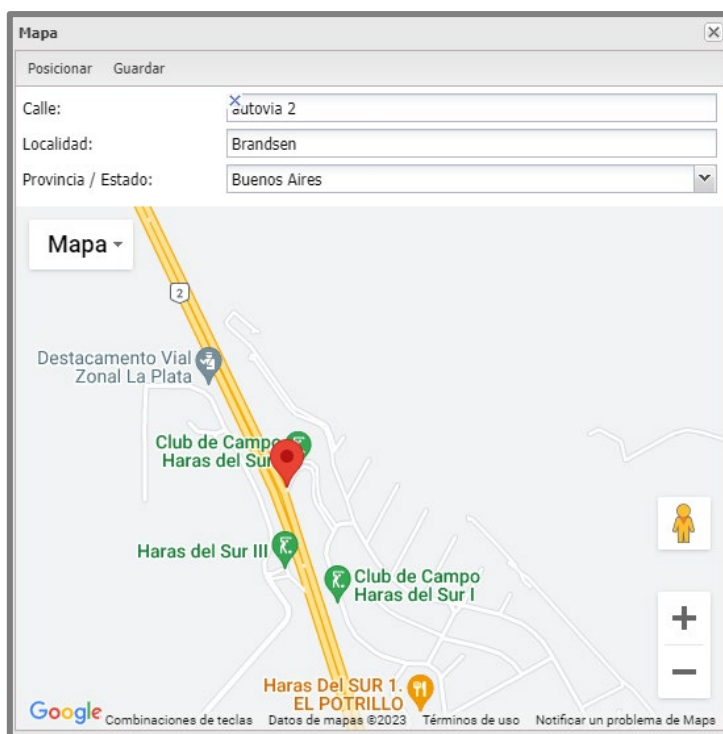 Mapa
Posicionar Guardar
Calle: autovia 2
Localidad: Brandsen
Provincia / Estado: Buenos Aires
Mapa
2
Destacamento Vial
Zonal La Plata
Club de Campo
Haras del Sur
Haras del Sur III
Club de Campo
Haras del Sur I
Haras Del SUR 1.
EL POTRILLO
Google Combinaciones de teclas Datos de mapas ©2023 Términos de uso Notificar un problema de Maps